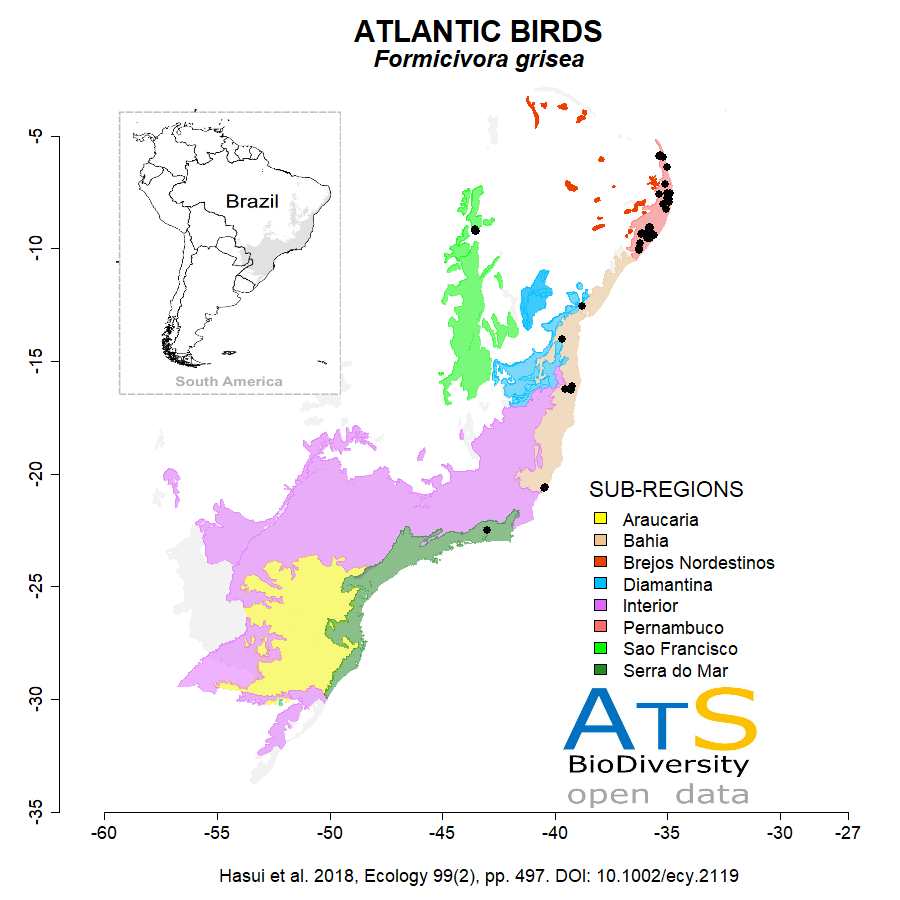 ATLANTIC BIRDS
Formicivora grisea
Brazil
South America
-5
-10
-15
-20
-25
-30
-35
SUB-REGIONS
Araucaria
Bahia
Brejos Nordestinos
Diamantina
Interior
Pernambuco
Sao Francisco
Serra do Mar
ATS
BioDiversity
open data
-60
-55
-50
-45
-40
-35
-30
-27
Hasui et al. 2018, Ecology 99(2), pp. 497. DOI: 10.1002/ecy.2119